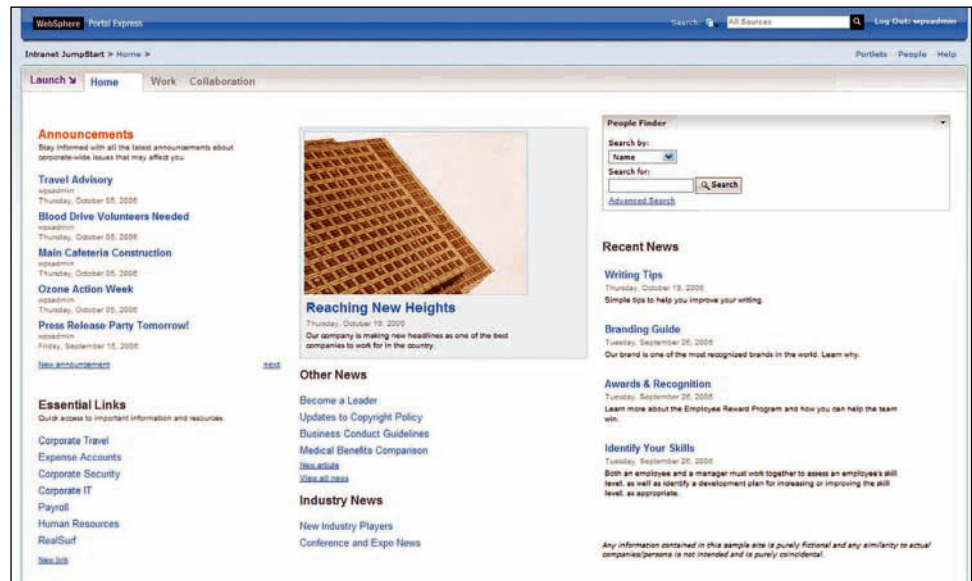 WebSphere Portal Express
Search: All Sources Log Out: wpsadmin
Intranet JumpStart > Home >
Portlets People Help
Launch Home Work Collaboration
Announcements
Stay informed with all the latest announcements about
corporate-wide issues that may affect you.
Travel Advisory
wpsadmin
Thursday, October 05, 2006
Blood Drive Volunteers Needed
wpsadmin
Thursday, October 05, 2006
Main Cafeteria Construction
wpsadmin
Thursday, October 05, 2006
Ozone Action Week
wpsadmin
Thursday, October 05, 2006
Press Release Party Tomorrow!
wpsadmin
Friday, September 15, 2006
New announcement next
Essential Links
Quick access to important information and resources.
Corporate Travel
Expense Accounts
Corporate Security
Corporate IT
Payroll
Human Resources
RealSurf
New link
Reaching New Heights
Thursday, October 19, 2006
Our company is making new headlines as one of the best
companies to work for in the country.
Other News
Become a Leader
Updates to Copyright Policy
Business Conduct Guidelines
Medical Benefits Comparison
New article
View all news
Industry News
New Industry Players
Conference and Expo News
People Finder
Search by:
Name
Search for:
Search
Advanced Search
Recent News
Writing Tips
Thursday, October 19, 2006
Simple tips to help you improve your writing.
Branding Guide
Tuesday, September 26, 2006
Our brand is one of the most recognized brands in the world. Learn why.
Awards & Recognition
Tuesday, September 26, 2006
Learn more about the Employee Reward Program and how you can help the team
win.
Identify Your Skills
Tuesday, September 26, 2006
Both an employee and a manager must work together to assess an employee's skill
level, as well as identify a development plan for increasing or improving the skill
level, as appropriate.
Any information contained in this sample site is purely fictional and any similarity to actual
companies/persons is not intended and is purely coincidental.